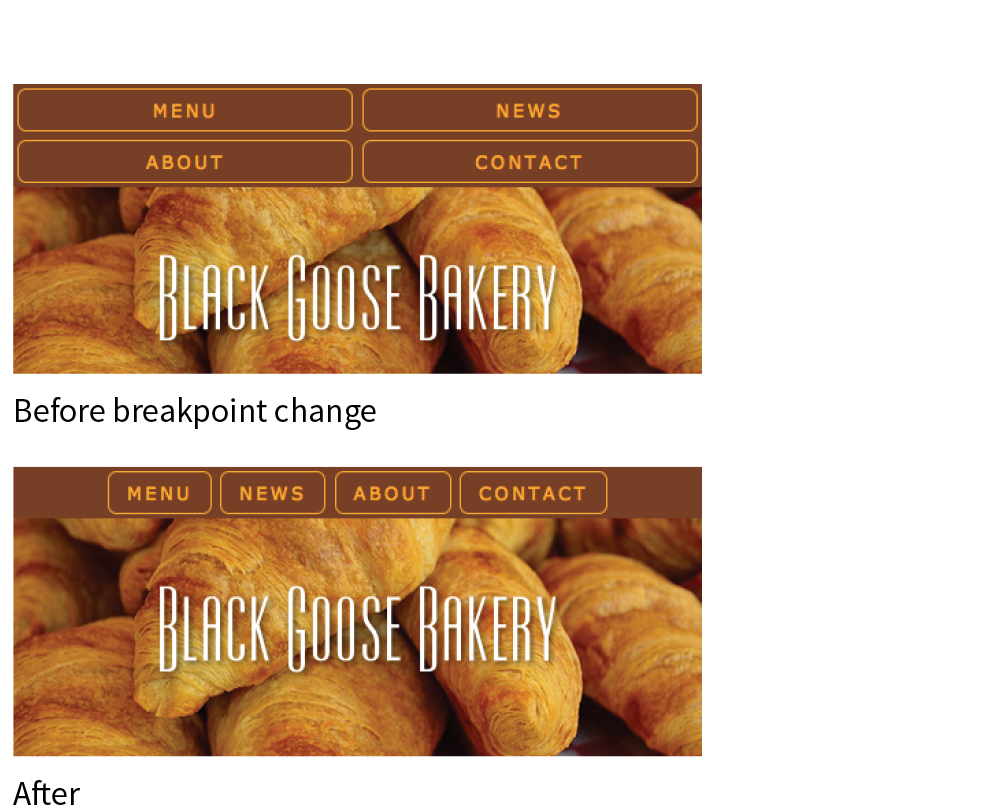 MENU NEWS
ABOUT CONTACT
Black Goose Bakery
Before breakpoint change
MENU NEWS ABOUT CONTACT
Black Goose Bakery
After